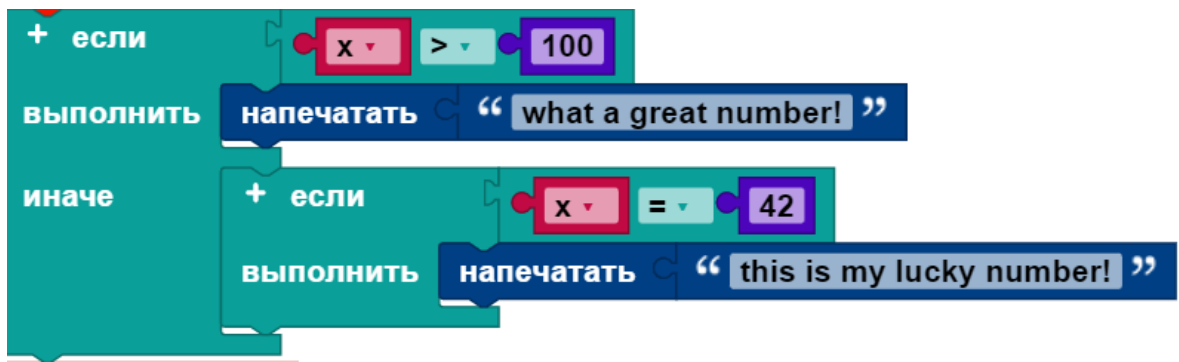 + если x > 100
выполнить напечатать “ what a great number! ”
иначе + если x = 42
выполнить напечатать “ this is my lucky number! ”